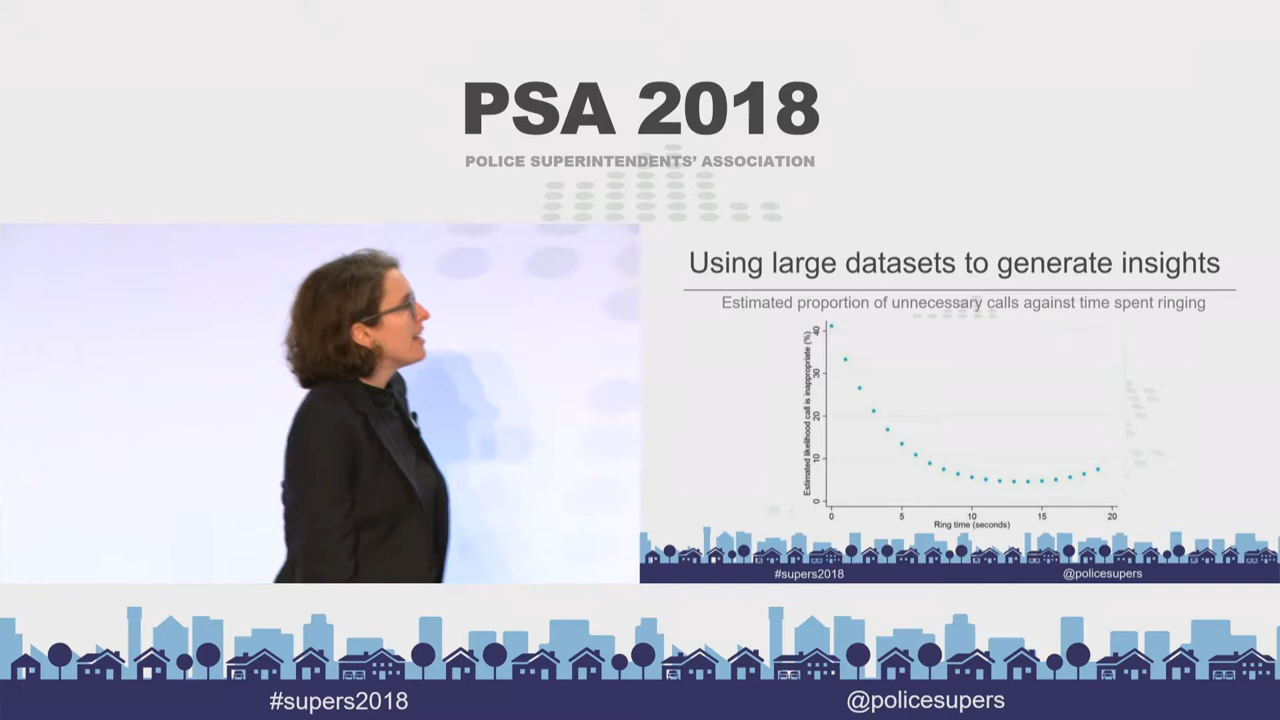 PSA 2018
POLICE SUPERINTENDENTS’ ASSOCIATION
Using large datasets to generate insights
Estimated proportion of unnecessary calls against time spent ringing
Estimated likelihood call is inappropriate (%)
40
30
20
10
0
0 5 10 15 20
Ring time (seconds)
#supers2018 @policesupers
#supers2018 @policesupers